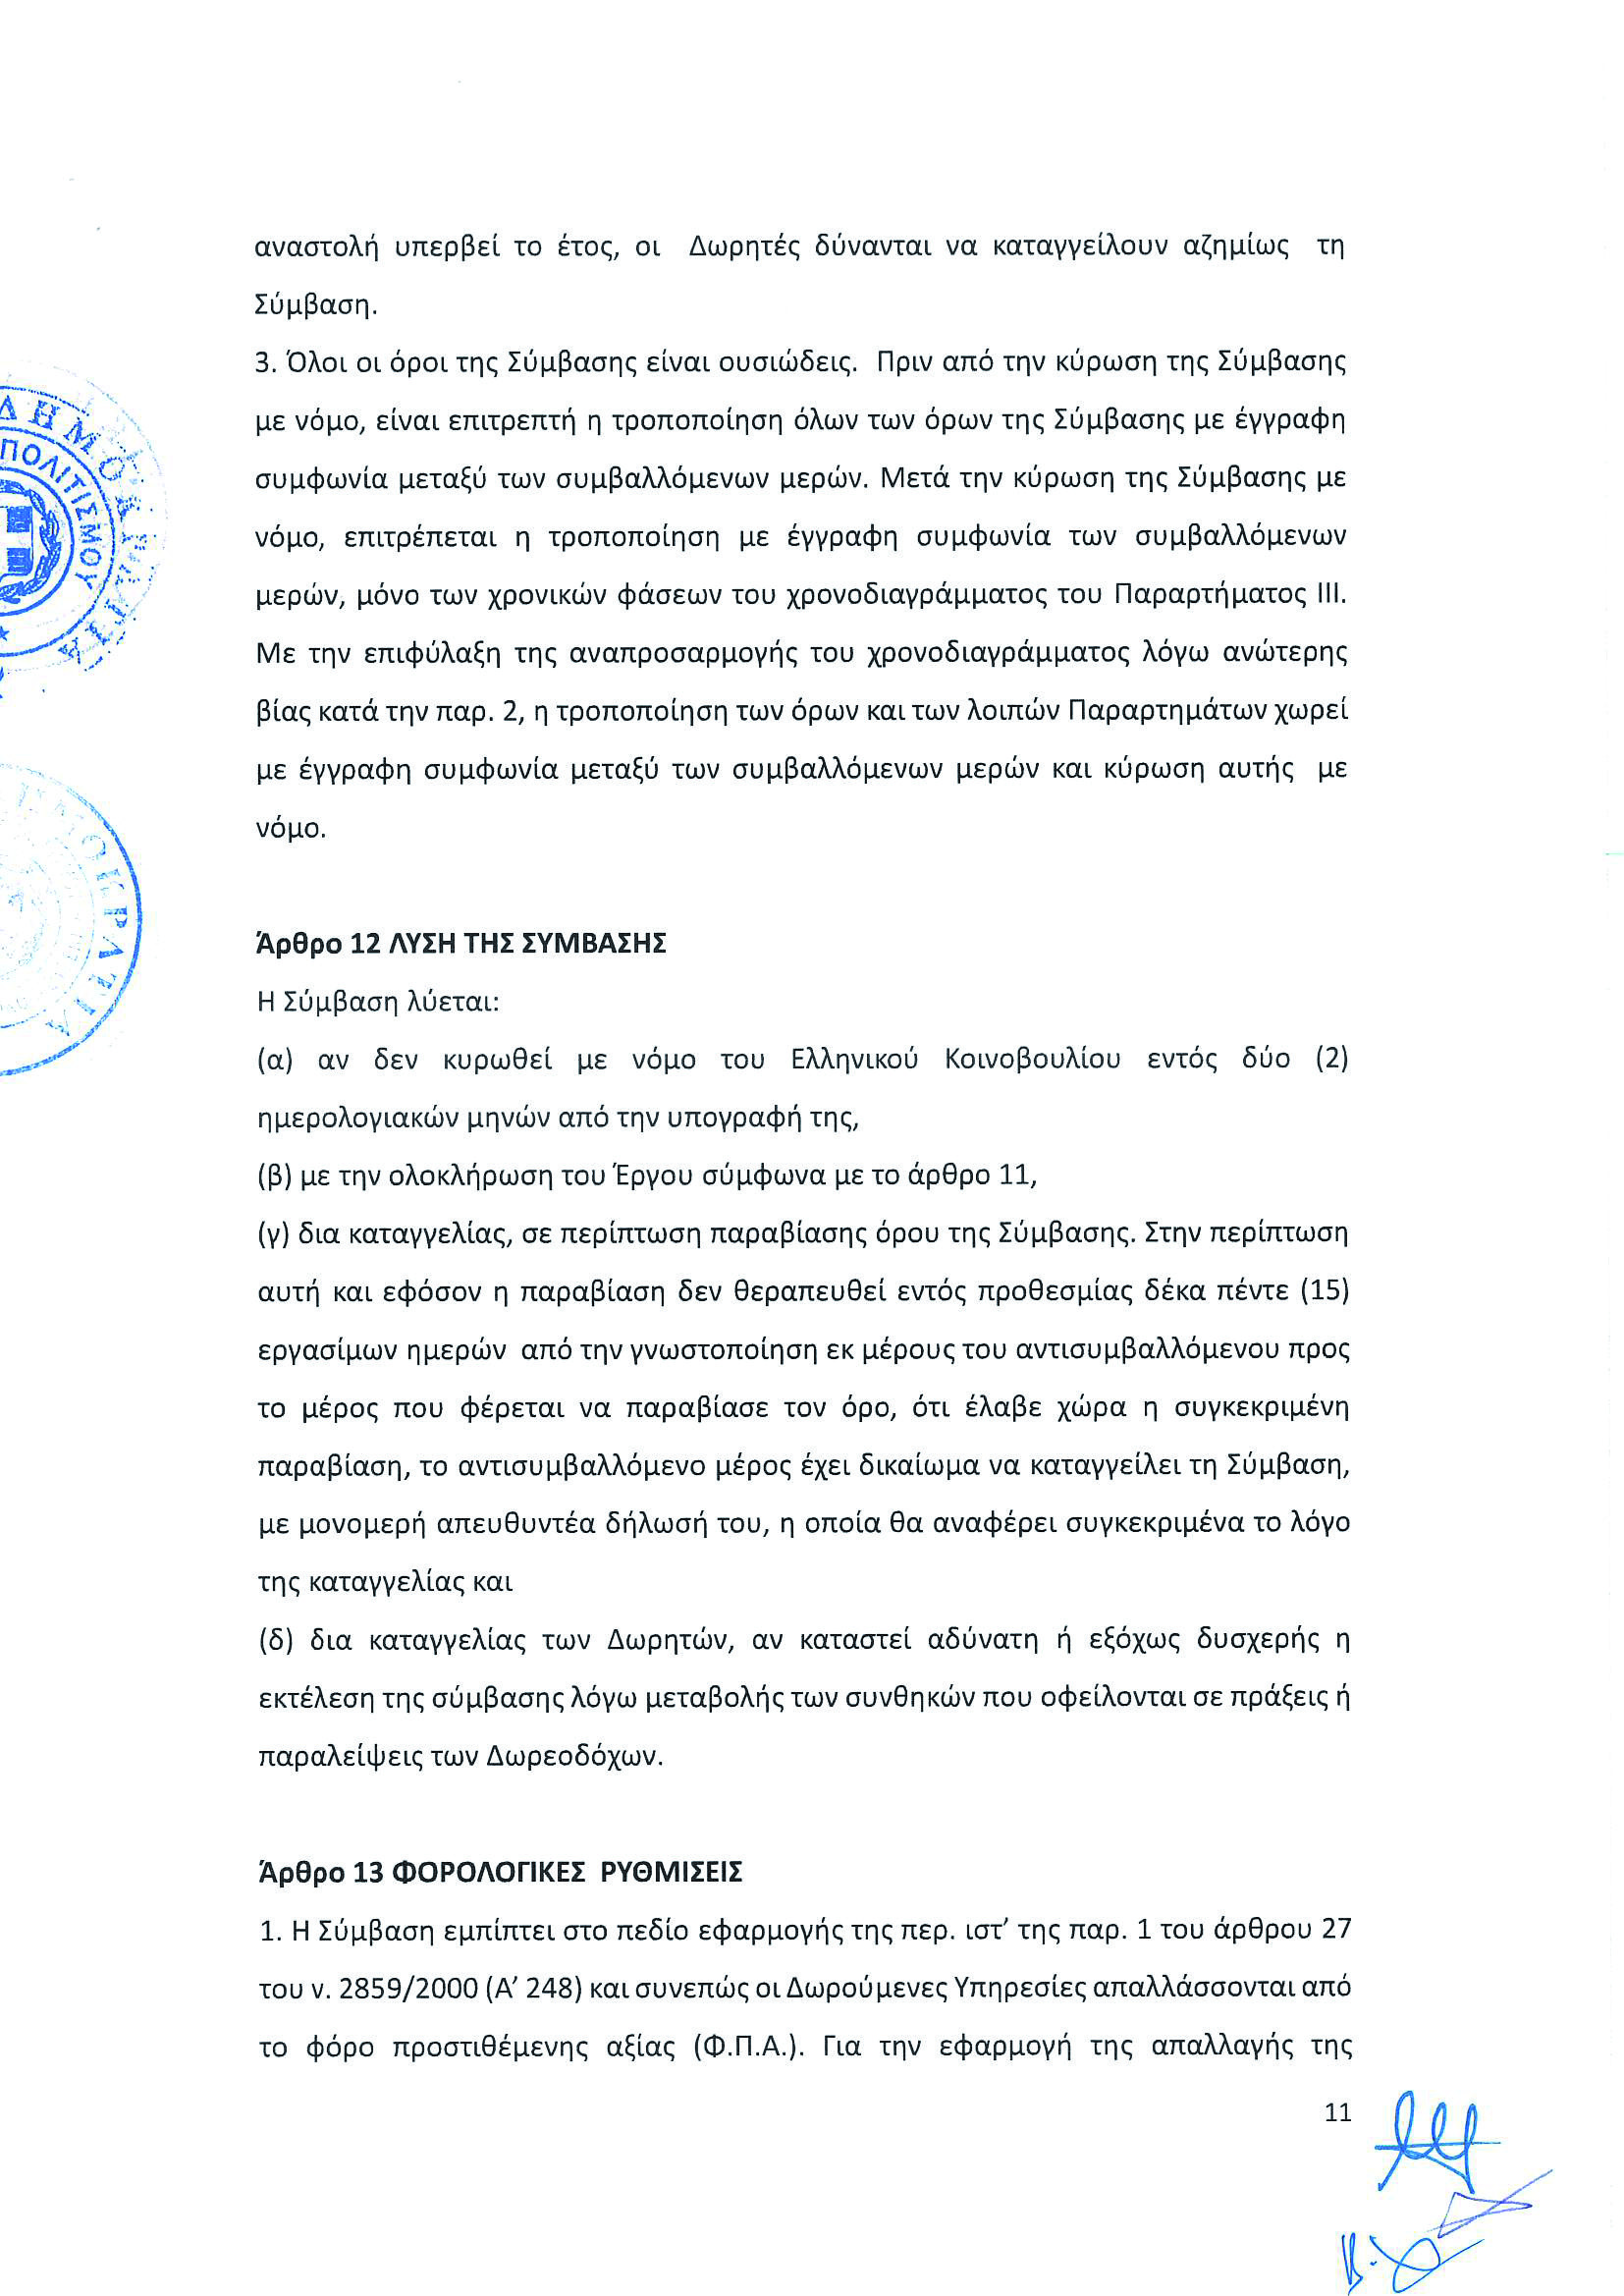 αναστολή υπερβεί το έτος, οι Δωρητές δύνανται να καταγγείλουν αζημίως τη
Σύμβαση.
3. Όλοι οι όροι της Σύμβασης είναι ουσιώδεις. Πριν από την κύρωση της Σύμβασης
με νόμο, είναι επιτρεπτή η τροποποίηση όλων των όρων της Σύμβασης με έγγραφη
συμφωνία μεταξύ των συμβαλλόμενων μερών. Μετά την κύρωση της Σύμβασης με
νόμο, επιτρέπεται η τροποποίηση με έγγραφη συμφωνία των συμβαλλόμενων
μερών, μόνο των χρονικών φάσεων του χρονοδιαγράμματος του Παραρτήματος III.
Με την επιφύλαξη της αναπροσαρμογής του χρονοδιαγράμματος λόγω ανώτερης
βίας κατά την παρ. 2, η τροποποίηση των όρων και των λοιπών Παραρτημάτων χωρεί
με έγγραφη συμφωνία μεταξύ των συμβαλλόμενων μερών και κύρωση αυτής με
νόμο.
Άρθρο 12 ΛΥΣΗ ΤΗΣ ΣΥΜΒΑΣΗΣ
Η Σύμβαση λύεται:
(α) αν δεν κυρωθεί με νόμο του Ελληνικού Κοινοβουλίου εντός δύο (2)
ημερολογιακών μηνών από την υπογραφή της,
(β) με την ολοκλήρωση του Έργου σύμφωνα με το άρθρο 11,
(γ) δια καταγγελίας, σε περίπτωση παραβίασης όρου της Σύμβασης. Στην περίπτωση
αυτή και εφόσον η παραβίαση δεν θεραπευθεί εντός προθεσμίας δέκα πέντε (15)
εργασίμων ημερών από την γνωστοποίηση εκ μέρους του αντισυμβαλλόμενου προς
το μέρος που φέρεται να παραβίασε τον όρο, ότι έλαβε χώρα η συγκεκριμένη
παραβίαση, το αντισυμβαλλόμενο μέρος έχει δικαίωμα να καταγγείλει τη Σύμβαση,
με μονομερή απευθυντέα δήλωσή του, η οποία θα αναφέρει συγκεκριμένα το λόγο
της καταγγελίας και
(δ) δια καταγγελίας των Δωρητών, αν καταστεί αδύνατη ή εξόχως δυσχερής η
εκτέλεση της σύμβασης λόγω μεταβολής των συνθηκών που οφείλονται σε πράξεις ή
παραλείψεις των Δωρεοδόχων.
Άρθρο 13 ΦΟΡΟΛΟΓΙΚΕΣ ΡΥΘΜΙΣΕΙΣ
1. Η Σύμβαση εμπίπτει στο πεδίο εφαρμογής της περ. ιστ’ της παρ. 1 του άρθρου 27
του ν. 2859/2000 (Α’ 248) και συνεπώς οι Δωρούμενες Υπηρεσίες απαλλάσσονται από
το φόρο προστιθέμενης αξίας (Φ.Π.Α.). Για την εφαρμογή της απαλλαγής της
11
ΠΟΛΙΤΙΣΜΟΥ